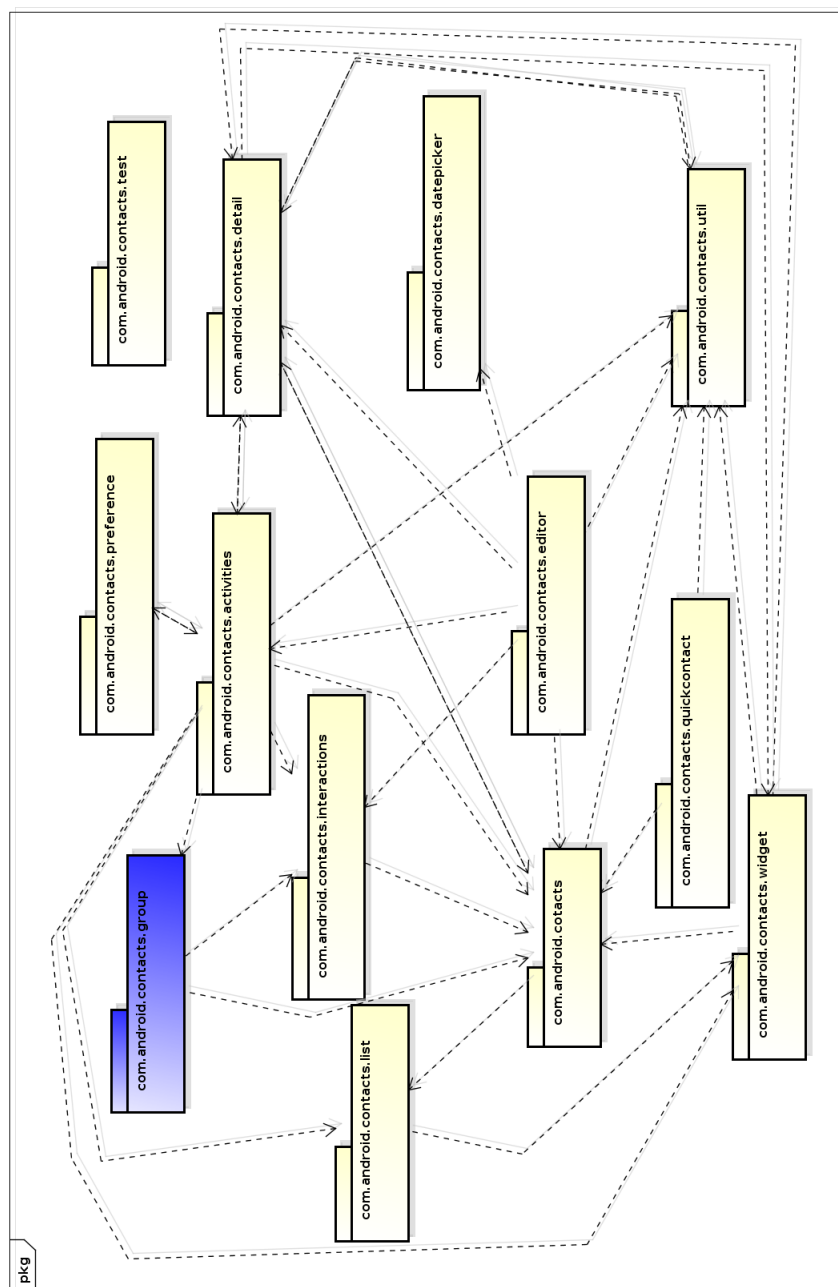 pkg
com.android.contacts.test
com.android.contacts.detail
com.android.contacts.datepicker
com.android.contacts.util
com.android.contacts.preference
com.android.contacts.activities
com.android.contacts.editor
com.android.contacts.quickcontact
com.android.contacts.interactions
com.android.contacts.group
com.android.cotacts
com.android.contacts.widget
com.android.contacts.list